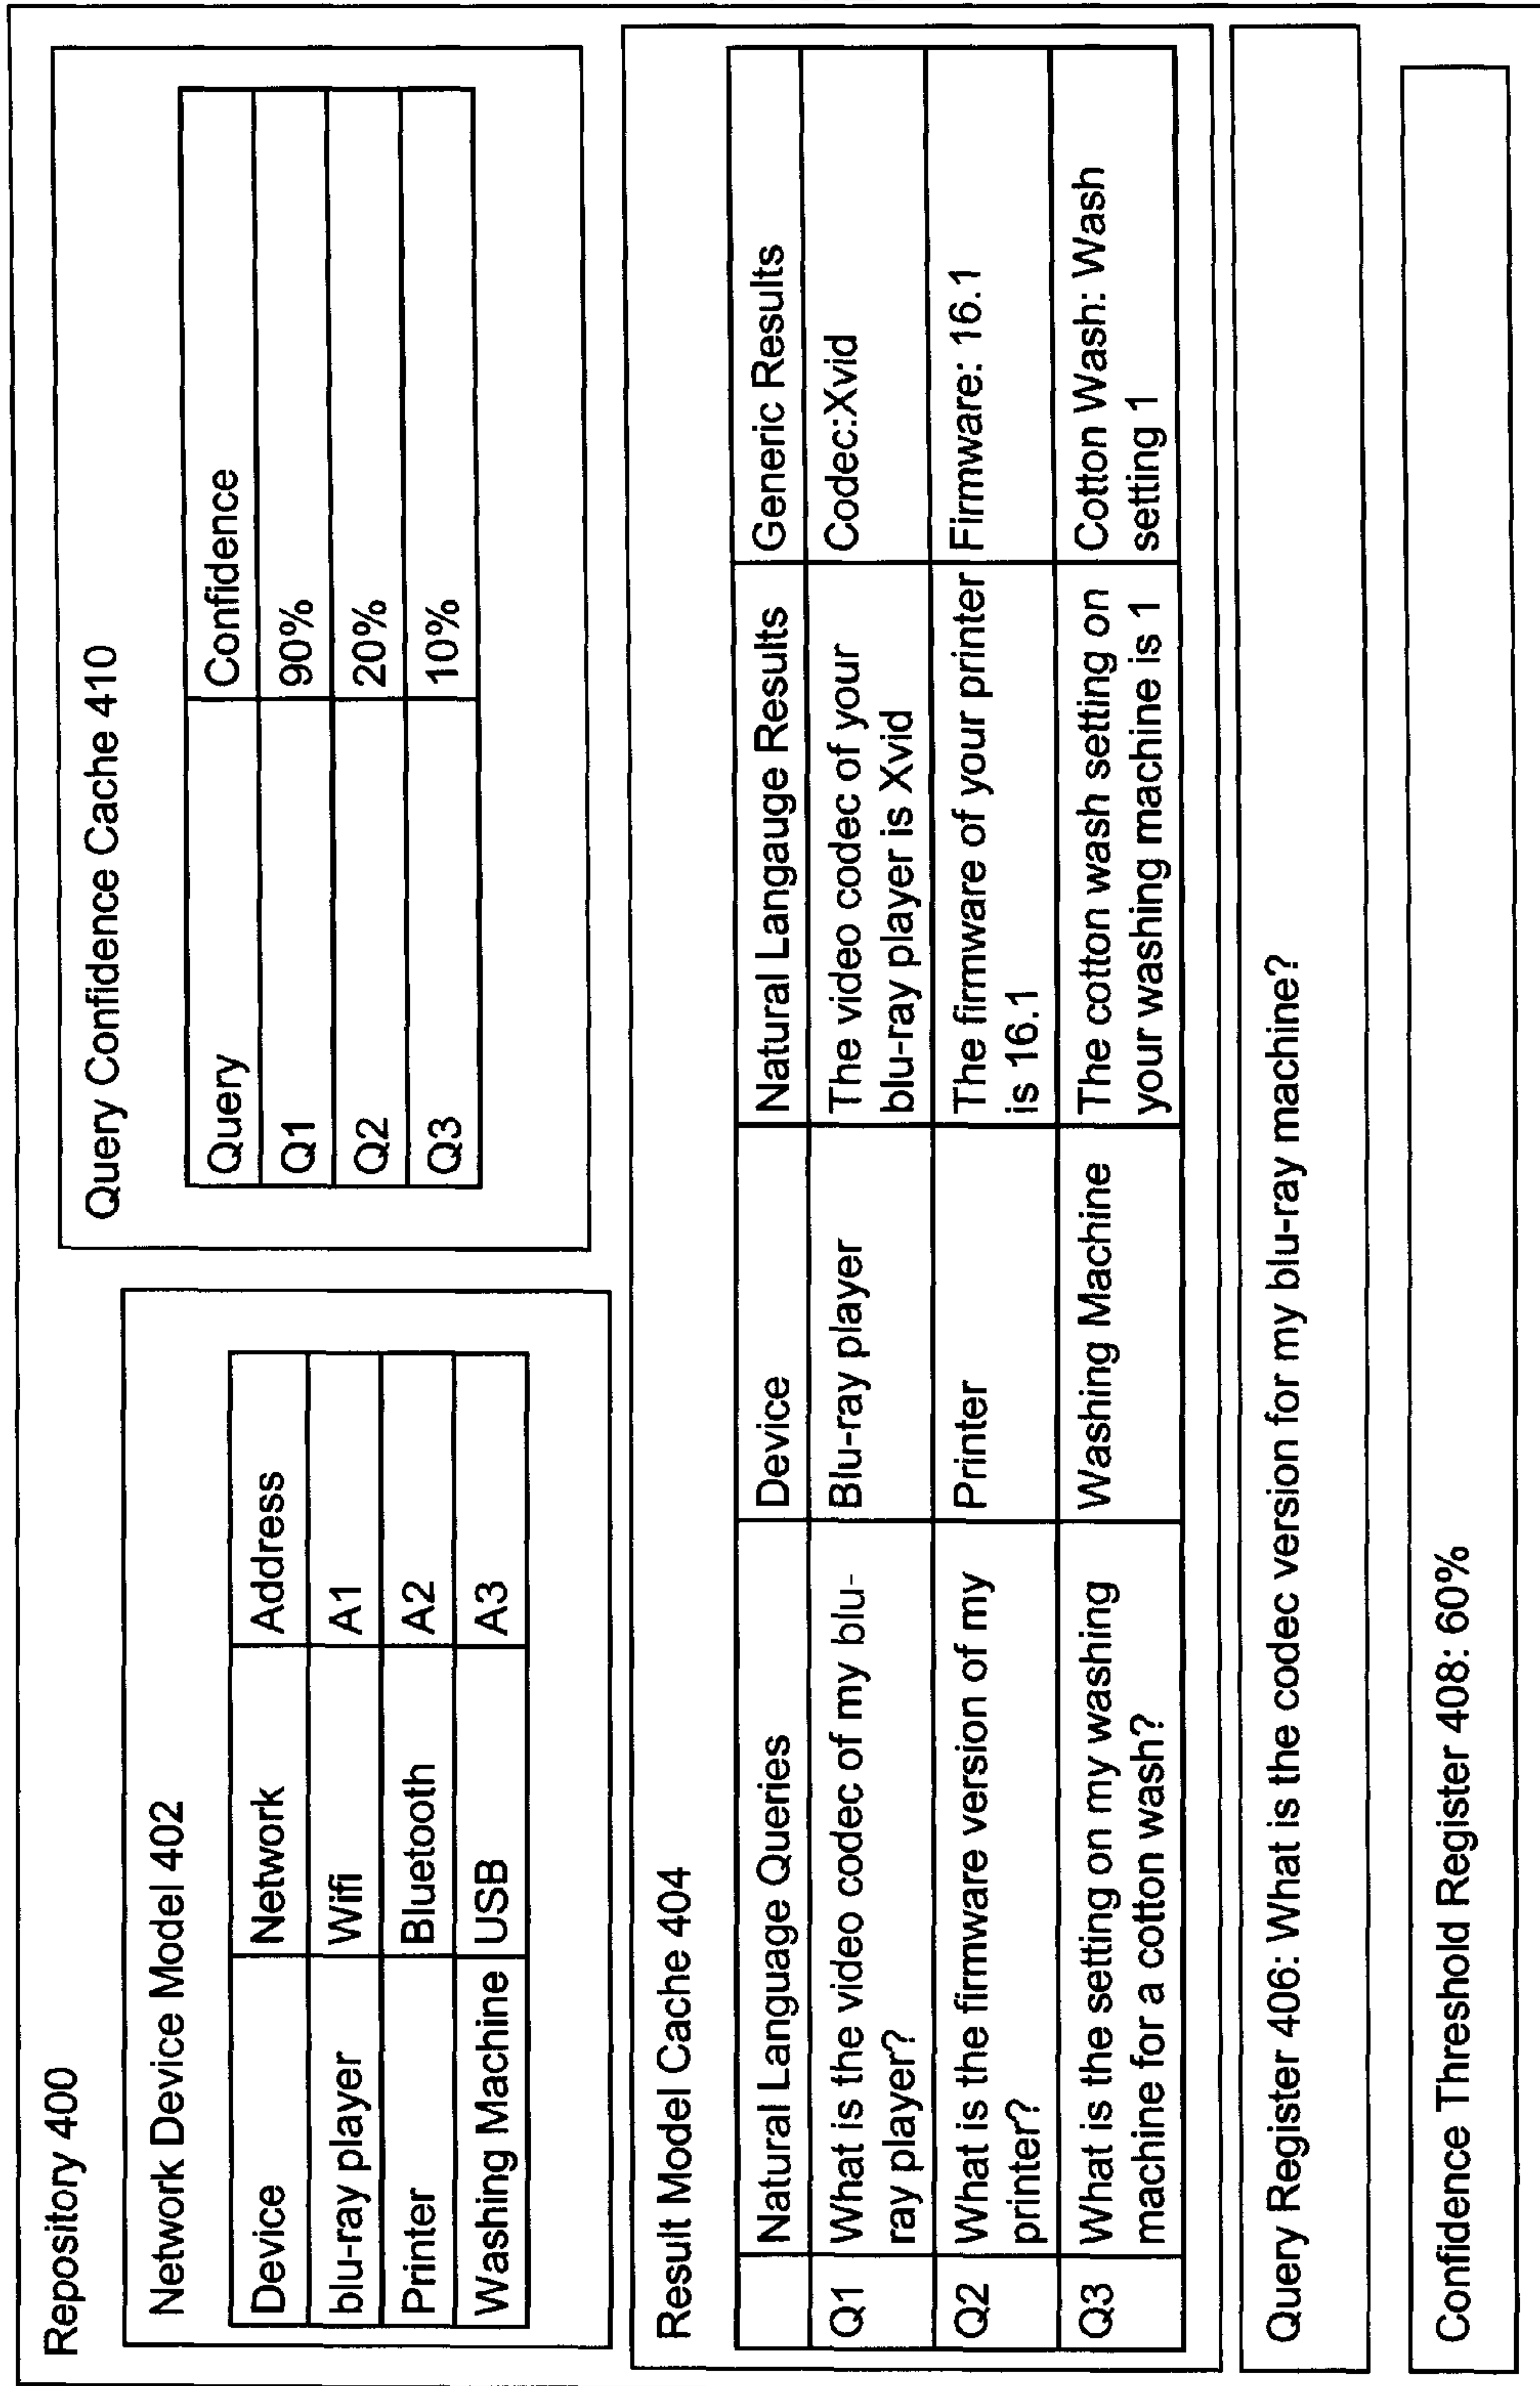 Repository 400
Network Device Model 402
Device Network Address
blu-ray player Wifi A1
Printer Bluetooth A2
Washing Machine USB A3
Query Confidence Cache 410
Query Confidence
Q1 90%
Q2 20%
Q3 10%
Result Model Cache 404
Natural Language Queries Device Natural Langauge Results Generic Results
Q1 What is the video codec of my blu- Blu-ray player The video codec of your Codec:Xvid
ray player? blu-ray player is Xvid
Q2 What is the firmware version of my Printer The firmware of your printer Firmware: 16.1
printer? is 16.1
Q3 What is the setting on my washing Washing Machine The cotton wash setting on Cotton Wash: Wash
machine for a cotton wash? your washing machine is 1 setting 1
Query Register 406: What is the codec version for my blu-ray machine?
Confidence Threshold Register 408: 60%